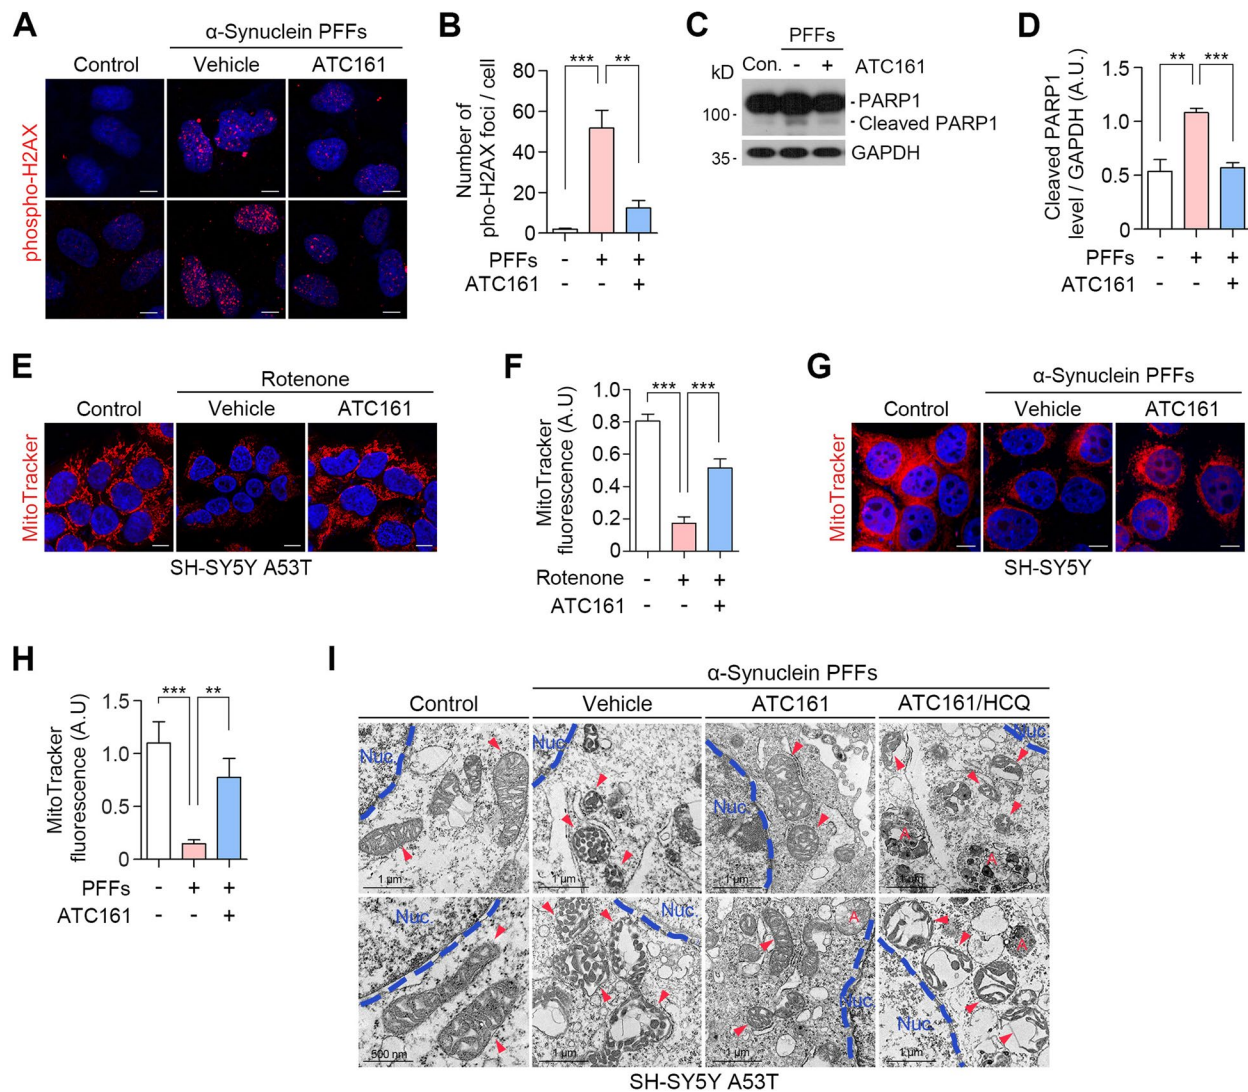 A
α-Synuclein PFFs
Control Vehicle ATC161
phospho-H2AX
B
Number of
pho-H2AX foci / cell
80
60
40
20
0
*** **
PFFs - + +
ATC161 - - +
C
PFFs
kD Con. - + ATC161
100-
35-
-PARP1
-Cleaved PARP1
GAPDH
D
Cleaved PARP1
level / GAPDH (A.U.)
1.5
1.0
0.5
0
** ***
PFFs - + +
ATC161 - - +
E
Rotenone
Control Vehicle ATC161
MitoTracker
SH-SY5Y A53T
F
MitoTracker
fluorescence (A.U)
1.0
0.8
0.6
0.4
0.2
0
*** ***
Rotenone - + +
ATC161 - - +
G
α-Synuclein PFFs
Control Vehicle ATC161
MitoTracker
SH-SY5Y
H
MitoTracker
fluorescence (A.U)
1.5
1.0
0.5
0
*** **
PFFs - + +
ATC161 - - +
I
α-Synuclein PFFs
Control Vehicle ATC161 ATC161/HCQ
Nuc. Nuc. Nuc. Nuc.
A A
1 µm 1 µm 1 µm 1 µm
Nuc. Nuc. A A
Nuc. Nuc.
500 nm 1 µm 1 µm 1 µm
SH-SY5Y A53T